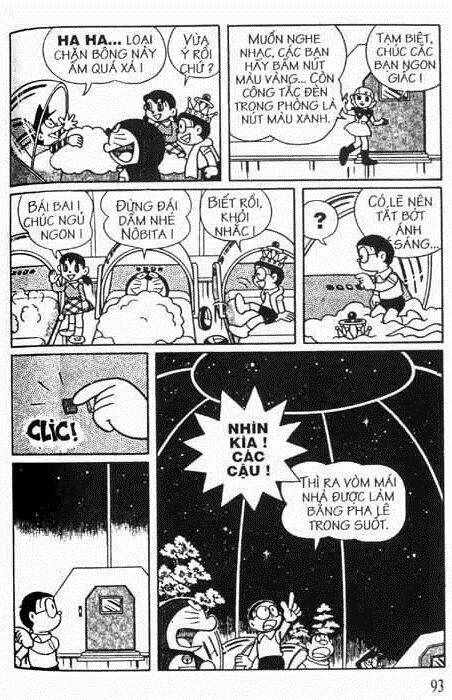 HA HA... LOẠI
CHĂN BÔNG NÀY
ẤM QUÁ XÁ !
VỪA
Ý RỒI
CHỨ ?
MUỐN NGHE
NHẠC, CÁC BẠN
HÃY BẤM NÚT
MÀU VÀNG... CÒN
CÔNG TẮC ĐÈN
TRONG PHÒNG LÀ
NÚT MÀU XANH.
TẠM BIỆT,
CHÚC CÁC
BẠN NGON
GIẤC !
BÁI BAI !
CHÚC NGỦ
NGON !
ĐỪNG ĐÁI
DẦM NHÉ
NÔBITA !
BIẾT RỒI,
KHỎI
NHẮC !
?
CÓ LẼ NÊN
TẮT BỚT
ÁNH
SÁNG...
CLIC!
NHÌN
KÌA !
CÁC
CẬU !
THÌ RA VÒM MÁI
NHÀ ĐƯỢC LÀM
BẰNG PHA LÊ
TRONG SUỐT.
93